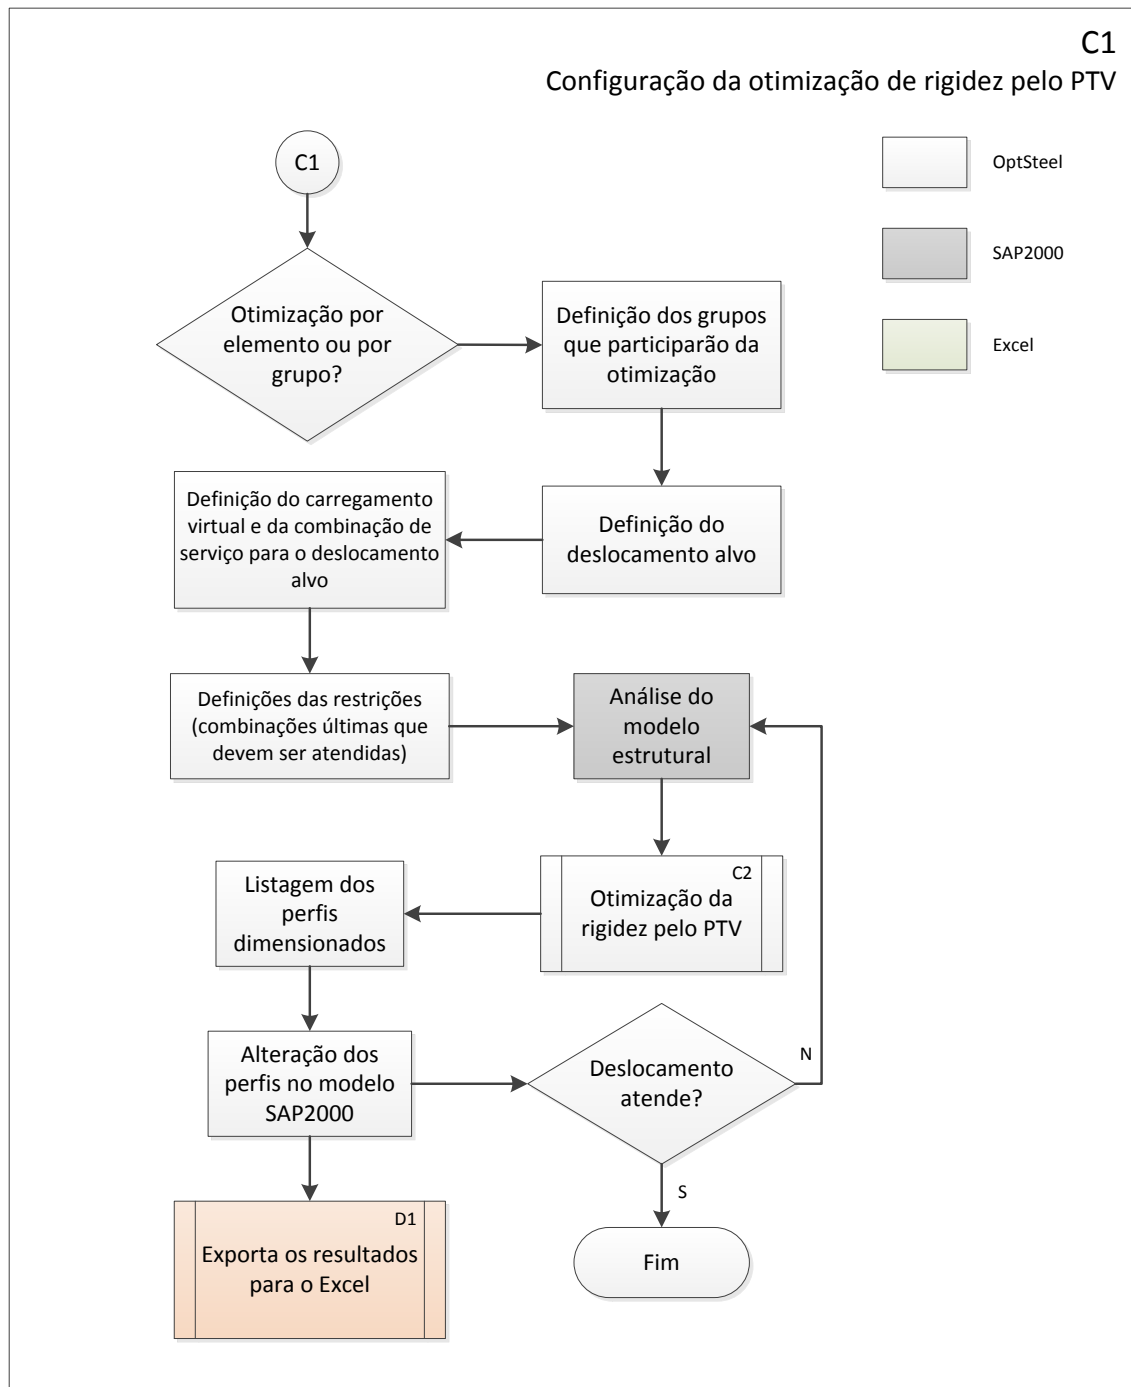 C1
Configuração da otimização de rigidez pelo PTV
C1
OptSteel
SAP2000
Excel
Otimização por
elemento ou por
grupo?
Definição dos grupos
que participarão da
otimização
Definição do
deslocamento alvo
Definição do carregamento
virtual e da combinação de
serviço para o deslocamento
alvo
Definições das restrições
(combinações últimas que
devem ser atendidas)
Análise do
modelo
estrutural
C2
Otimização da
rigidez pelo PTV
Listagem dos
perfis
dimensionados
Alteração dos
perfis no modelo
SAP2000
Deslocamento
atende?
N
S
D1
Exporta os resultados
para o Excel
Fim